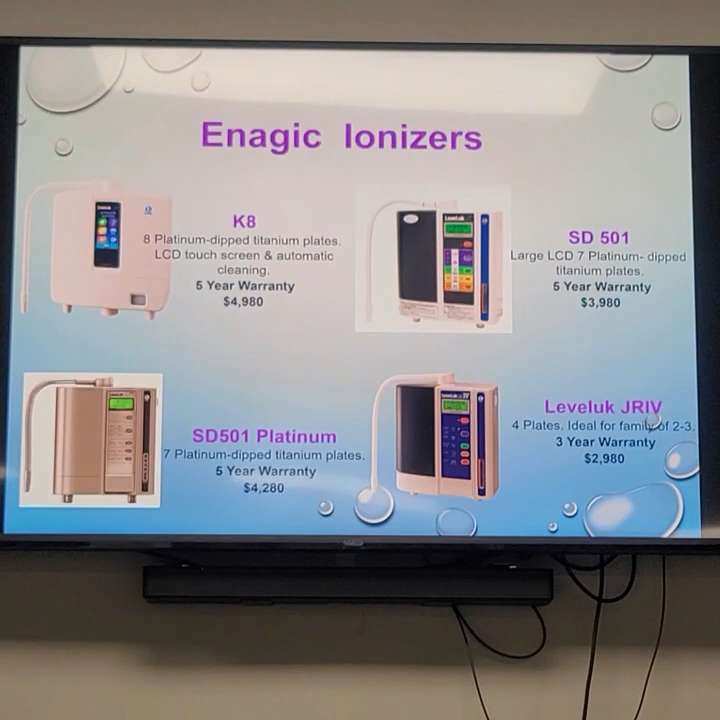 Enagic Ionizers
K8
8 Platinum-dipped titanium plates.
LCD touch screen & automatic
cleaning.
5 Year Warranty
$4,980
Leveluk
SD 501
Large LCD 7 Platinum- dipped
titanium plates.
5 Year Warranty
$3,980
SD501 Platinum
7 Platinum-dipped titanium plates.
5 Year Warranty
$4,280
Leveluk JRIV
4 Plates. Ideal for family of 2-3.
3 Year Warranty
$2,980